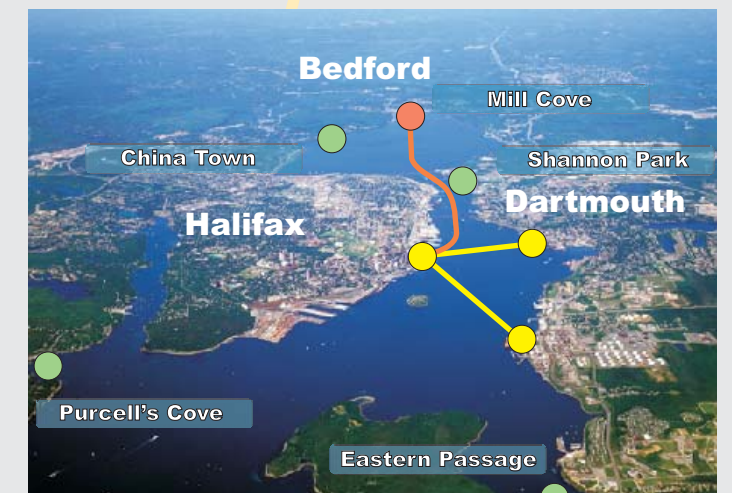 Bedford
Mill Cove
China Town
Shannon Park
Dartmouth
Halifax
Purcell's Cove
Eastern Passage